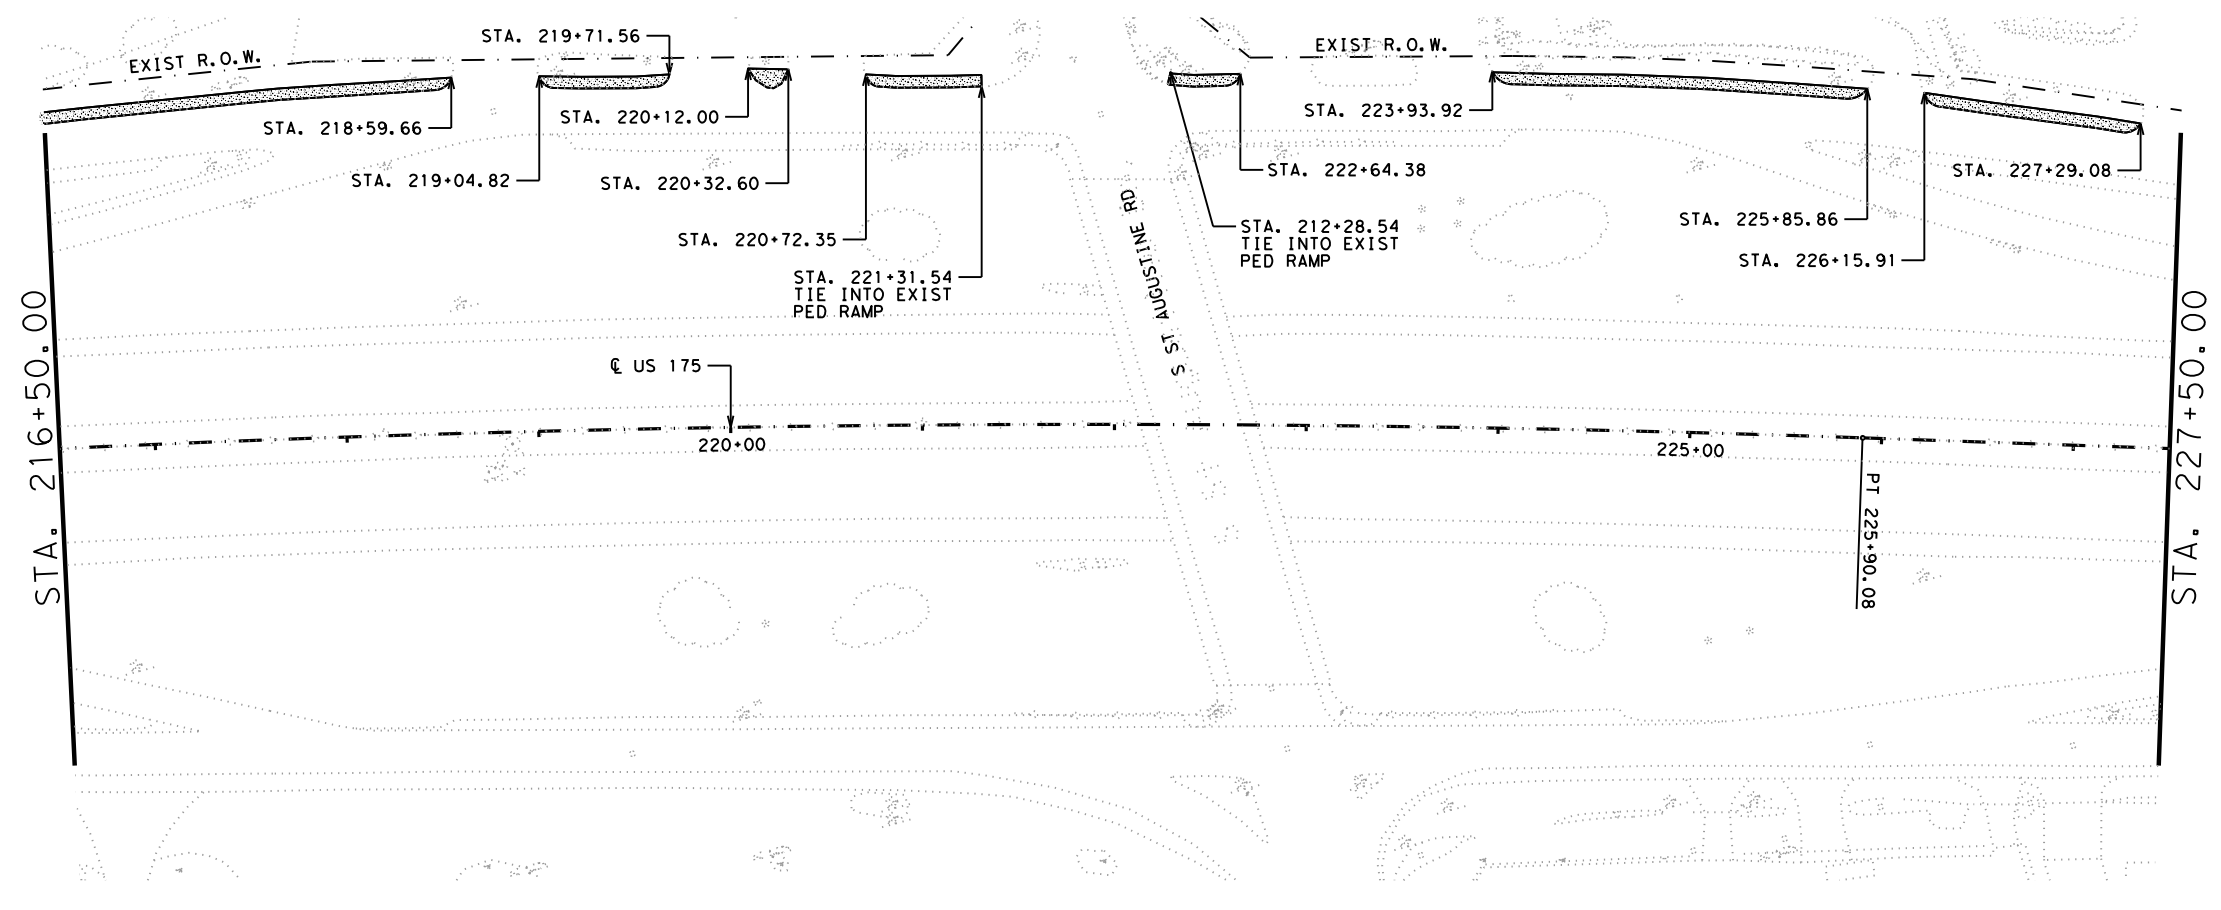 STA. 219+71.56
EXIST R.O.W.
EXIST R.O.W.
STA. 218+59.66
STA. 220+12.00
STA. 223+93.92
STA. 219+04.82
STA. 220+32.60
STA. 222+64.38
STA. 227+29.08
STA. 220+72.35
STA. 212+28.54
TIE INTO EXIST
PED RAMP
STA. 225+85.86
STA. 226+15.91
STA. 221+31.54
TIE INTO EXIST
PED RAMP
S ST AUGUSTINE RD
STA. 216+50.00
STA. 227+50.00
℄ US 175
220+00
225+00
PT 225+90.08